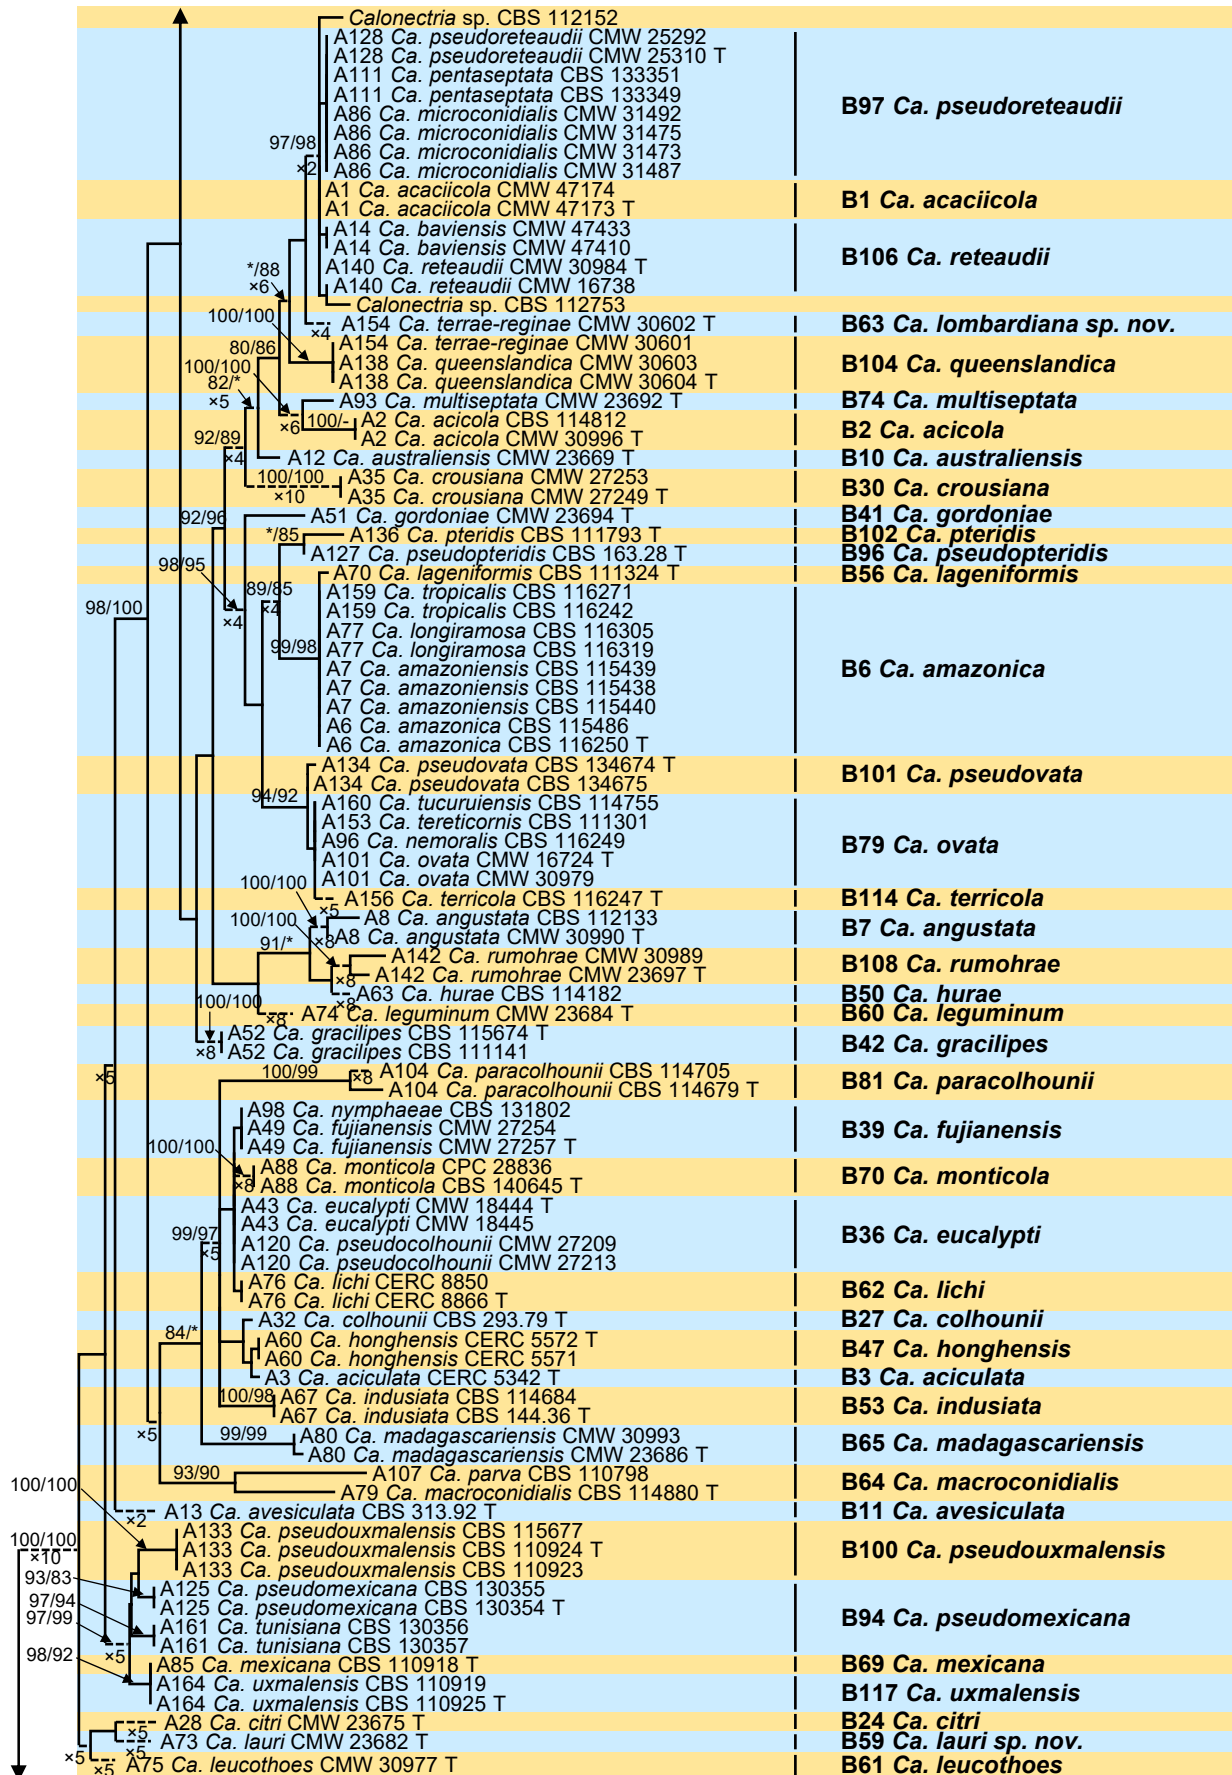 Calonectria sp. CBS 112152
A128 Ca. pseudoreteaudii CMW 25292
A128 Ca. pseudoreteaudii CMW 25310 T
A111 Ca. pentaseptata CBS 133351
A111 Ca. pentaseptata CBS 133349
B97 Ca. pseudoreteaudii
A86 Ca. microconidialis CMW 31492
A86 Ca. microconidialis CMW 31475
A86 Ca. microconidialis CMW 31473
A86 Ca. microconidialis CMW 31487
97/98
×2
A1 Ca. acaciicola CMW 47174
A1 Ca. acaciicola CMW 47173 T
B1 Ca. acaciicola
A14 Ca. baviensis CMW 47433
A14 Ca. baviensis CMW 47410
B106 Ca. reteaudii
A140 Ca. reteaudii CMW 30984 T
A140 Ca. reteaudii CMW 16738
*/88
×6
Calonectria sp. CBS 112753
100/100
×4
A154 Ca. terrae-reginae CMW 30602 T
B63 Ca. lombardiana sp. nov.
A154 Ca. terrae-reginae CMW 30601
A138 Ca. queenslandica CMW 30603
A138 Ca. queenslandica CMW 30604 T
B104 Ca. queenslandica
80/86
100/100
82/*
×5
A93 Ca. multiseptata CMW 23692 T
B74 Ca. multiseptata
×6
100/-
A2 Ca. acicola CBS 114812
A2 Ca. acicola CMW 30996 T
B2 Ca. acicola
92/89
×4
A12 Ca. australiensis CMW 23669 T
B10 Ca. australiensis
100/100
×10
A35 Ca. crousiana CMW 27253
A35 Ca. crousiana CMW 27249 T
B30 Ca. crousiana
92/96
A51 Ca. gordoniae CMW 23694 T
B41 Ca. gordoniae
*/85
A136 Ca. pteridis CBS 111793 T
B102 Ca. pteridis
A127 Ca. pseudopteridis CBS 163.28 T
B96 Ca. pseudopteridis
98/95
×4
89/85
×4
A70 Ca. lageniformis CBS 111324 T
B56 Ca. lageniformis
98/100
99/98
A159 Ca. tropicalis CBS 116271
A159 Ca. tropicalis CBS 116242
A77 Ca. longiramosa CBS 116305
A77 Ca. longiramosa CBS 116319
A7 Ca. amazoniensis CBS 115439
B6 Ca. amazonica
A7 Ca. amazoniensis CBS 115438
A7 Ca. amazoniensis CBS 115440
A6 Ca. amazonica CBS 115486
A6 Ca. amazonica CBS 116250 T
94/92
A134 Ca. pseudovata CBS 134674 T
A134 Ca. pseudovata CBS 134675
B101 Ca. pseudovata
A160 Ca. tucuruiensis CBS 114755
A153 Ca. tereticornis CBS 111301
A96 Ca. nemoralis CBS 116249
B79 Ca. ovata
A101 Ca. ovata CMW 16724 T
A101 Ca. ovata CMW 30979
100/100
×5
A156 Ca. terricola CBS 116247 T
B114 Ca. terricola
100/100
×8
A8 Ca. angustata CBS 112133
A8 Ca. angustata CMW 30990 T
B7 Ca. angustata
91/*
A142 Ca. rumohrae CMW 30989
A142 Ca. rumohrae CMW 23697 T
B108 Ca. rumohrae
×8
×8
A63 Ca. hurae CBS 114182
B50 Ca. hurae
100/100
×8
A74 Ca. leguminum CMW 23684 T
B60 Ca. leguminum
×8
A52 Ca. gracilipes CBS 115674 T
A52 Ca. gracilipes CBS 111141
B42 Ca. gracilipes
×5
100/99
×8
A104 Ca. paracolhounii CBS 114705
A104 Ca. paracolhounii CBS 114679 T
B81 Ca. paracolhounii
A98 Ca. nymphaeae CBS 131802
A49 Ca. fujianensis CMW 27254
A49 Ca. fujianensis CMW 27257 T
B39 Ca. fujianensis
100/100
×8
A88 Ca. monticola CPC 28836
A88 Ca. monticola CBS 140645 T
B70 Ca. monticola
A43 Ca. eucalypti CMW 18444 T
A43 Ca. eucalypti CMW 18445
A120 Ca. pseudocolhounii CMW 27209
A120 Ca. pseudocolhounii CMW 27213
B36 Ca. eucalypti
99/97
×5
A76 Ca. lichi CERC 8850
A76 Ca. lichi CERC 8866 T
B62 Ca. lichi
84/*
A32 Ca. colhounii CBS 293.79 T
B27 Ca. colhounii
A60 Ca. honghensis CERC 5572 T
A60 Ca. honghensis CERC 5571
B47 Ca. honghensis
A3 Ca. aciculata CERC 5342 T
B3 Ca. aciculata
100/98
A67 Ca. indusiata CBS 114684
A67 Ca. indusiata CBS 144.36 T
B53 Ca. indusiata
×5
99/99
A80 Ca. madagascariensis CMW 30993
A80 Ca. madagascariensis CMW 23686 T
B65 Ca. madagascariensis
93/90
A107 Ca. parva CBS 110798
A79 Ca. macroconidialis CBS 114880 T
B64 Ca. macroconidialis
100/100
×2
A13 Ca. avesiculata CBS 313.92 T
B11 Ca. avesiculata
100/100
×10
A133 Ca. pseudouxmalensis CBS 115677
A133 Ca. pseudouxmalensis CBS 110924 T
A133 Ca. pseudouxmalensis CBS 110923
B100 Ca. pseudouxmalensis
93/83
A125 Ca. pseudomexicana CBS 130355
A125 Ca. pseudomexicana CBS 130354 T
B94 Ca. pseudomexicana
97/94
97/99
A161 Ca. tunisiana CBS 130356
A161 Ca. tunisiana CBS 130357
×5
98/92
A85 Ca. mexicana CBS 110918 T
B69 Ca. mexicana
A164 Ca. uxmalensis CBS 110919
A164 Ca. uxmalensis CBS 110925 T
B117 Ca. uxmalensis
×5
A28 Ca. citri CMW 23675 T
B24 Ca. citri
×5
A73 Ca. lauri CMW 23682 T
B59 Ca. lauri sp. nov.
×5
×5
A75 Ca. leucothoes CMW 30977 T
B61 Ca. leucothoes